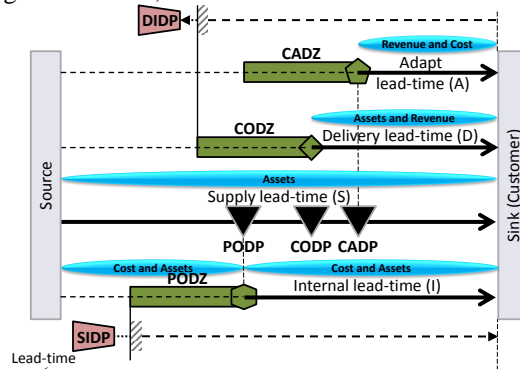 DIDP
Revenue and Cost
CADZ
Adapt
lead-time (A)
Assets and Revenue
CODZ
Delivery lead-time (D)
Assets
Supply lead-time (S)
Source
Sink (Customer)
PODP
CODP
CADP
Cost and Assets
Cost and Assets
PODZ
Internal lead-time (I)
SIDP
Lead-time